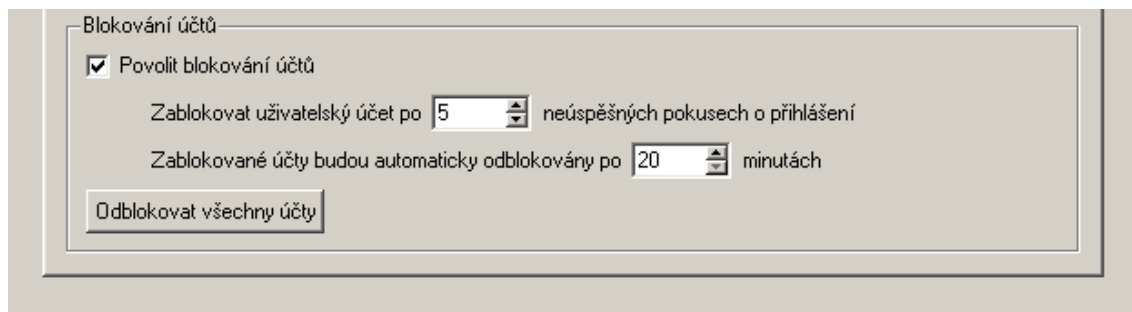 Blokování účtů
Povolit blokování účtů
Zablokovat uživatelský účet po 5 neúspěšných pokusech o přihlášení
Zablokované účty budou automaticky odblokovány po 20 minutách
Odblokovat všechny účty